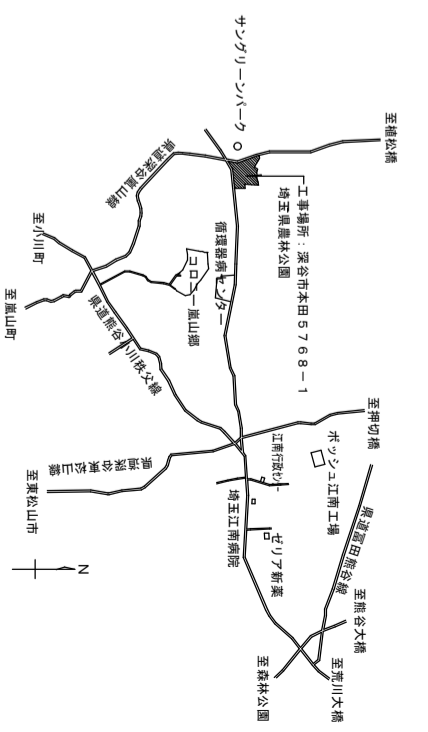 至植松橋
サングリーンパーク
工事場所：深谷市本田５７６８－１
埼玉県農林公園
県道深谷嵐山線
循環器病センター
コロニー嵐山郷
至小川町
至嵐山町
県道熊谷小川秩父線
至押切橋
ボッシュ江南工場
江南行政センター
県道深谷東松山線
至東松山市
埼玉江南病院
ゼリア新薬
県道冨田熊谷線
至熊谷大橋
至荒川大橋
至森林公園
N